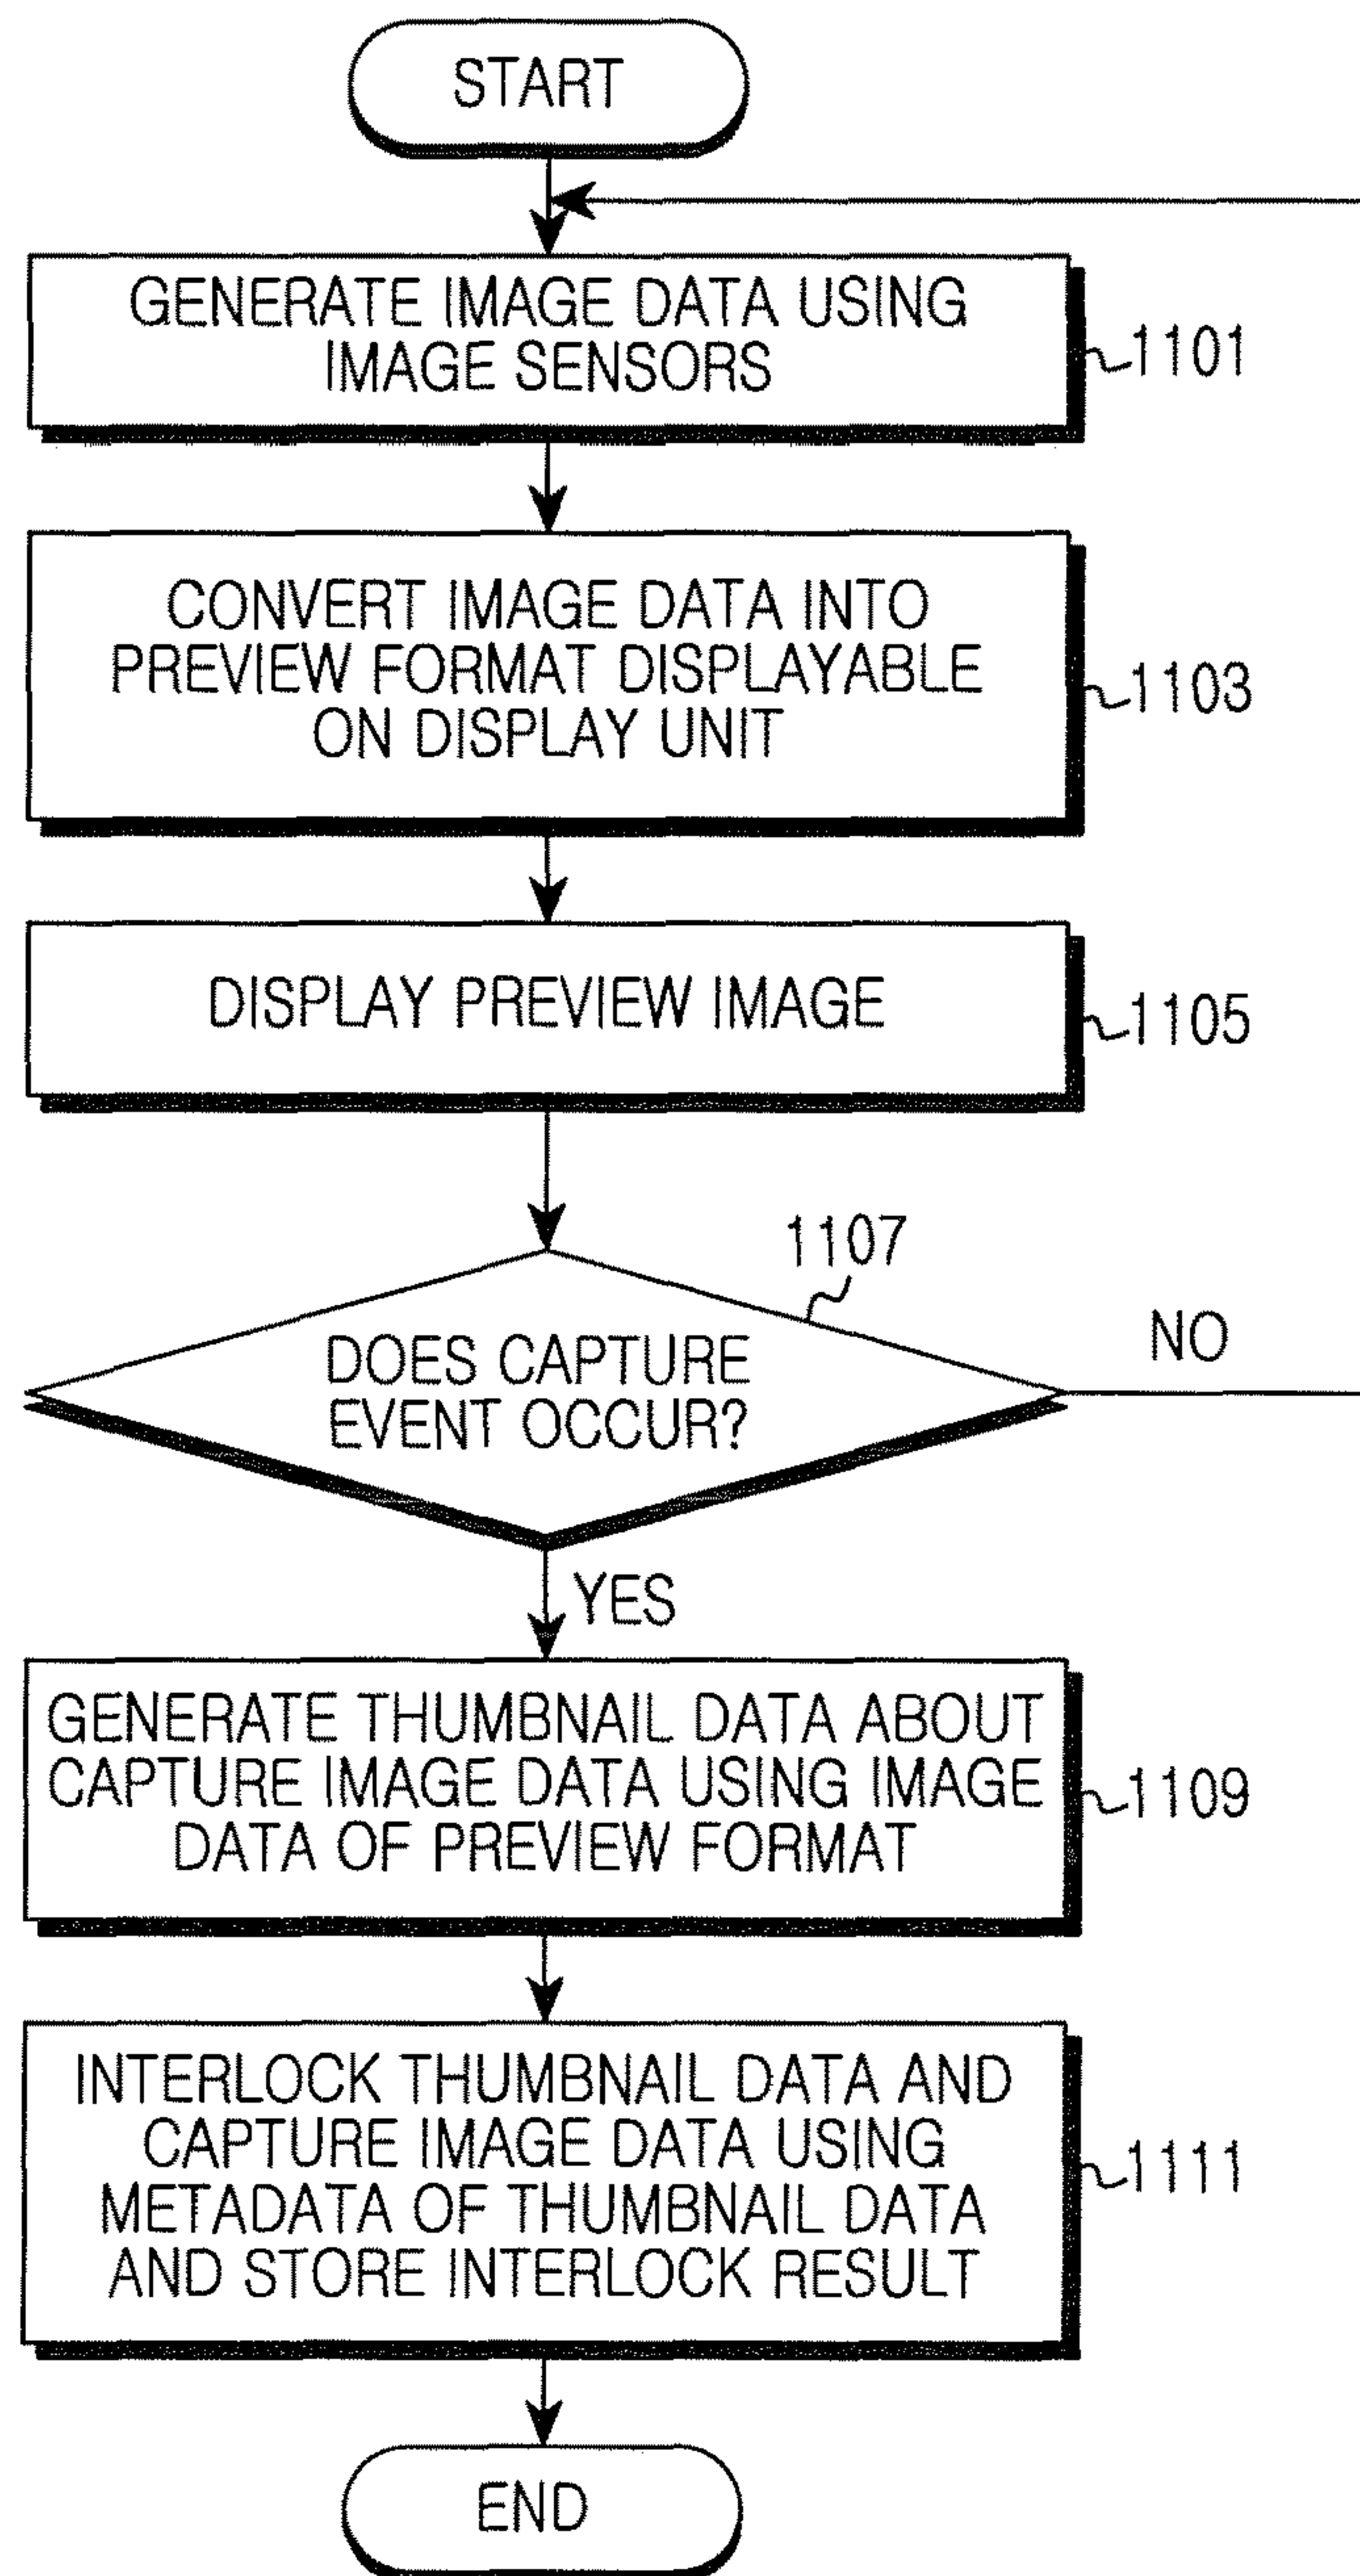 START
GENERATE IMAGE DATA USING
IMAGE SENSORS
1101
CONVERT IMAGE DATA INTO
PREVIEW FORMAT DISPLAYABLE
ON DISPLAY UNIT
1103
DISPLAY PREVIEW IMAGE
1105
1107
DOES CAPTURE
EVENT OCCUR?
NO
YES
GENERATE THUMBNAIL DATA ABOUT
CAPTURE IMAGE DATA USING IMAGE
DATA OF PREVIEW FORMAT
1109
INTERLOCK THUMBNAIL DATA AND
CAPTURE IMAGE DATA USING
METADATA OF THUMBNAIL DATA
AND STORE INTERLOCK RESULT
1111
END